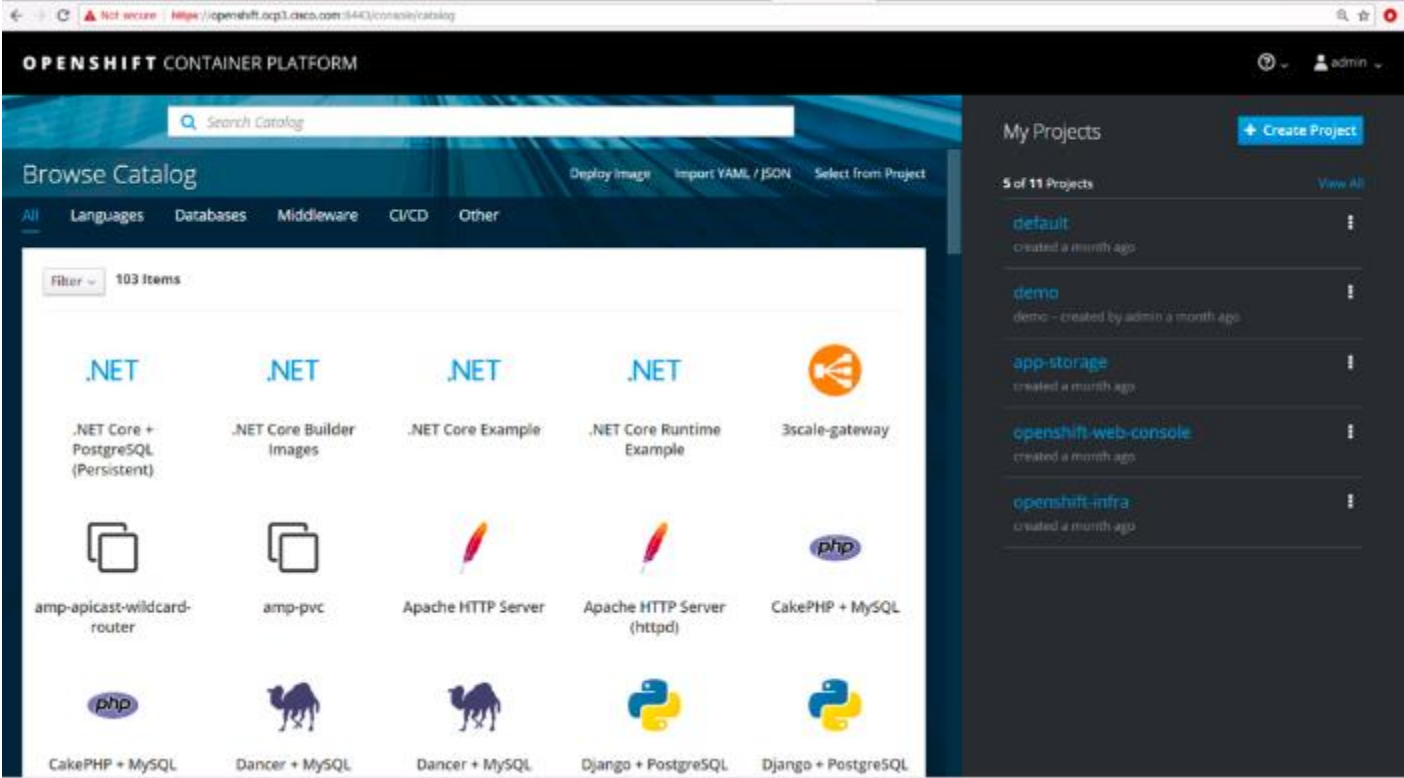 Not secure https://openshift.ocp3.cisco.com:8443/console/catalog
OPENSHIFT CONTAINER PLATFORM
admin
Search Catalog
Browse Catalog
Deploy Image Import YAML / JSON Select from Project
All Languages Databases Middleware CI/CD Other
Filter 103 Items
.NET .NET .NET .NET
.NET Core + .NET Core Builder .NET Core Example .NET Core Runtime 3scale-gateway
PostgreSQL Images Example
(Persistent)
php
amp-apicast-wildcard- amp-pvc Apache HTTP Server Apache HTTP Server CakePHP + MySQL
router (httpd)
php
CakePHP + MySQL Dancer + MySQL Dancer + MySQL Django + PostgreSQL Django + PostgreSQL
My Projects + Create Project
5 of 11 Projects View All
default
created a month ago
demo
demo – created by admin a month ago
app-storage
created a month ago
openshift-web-console
created a month ago
openshift-infra
created a month ago